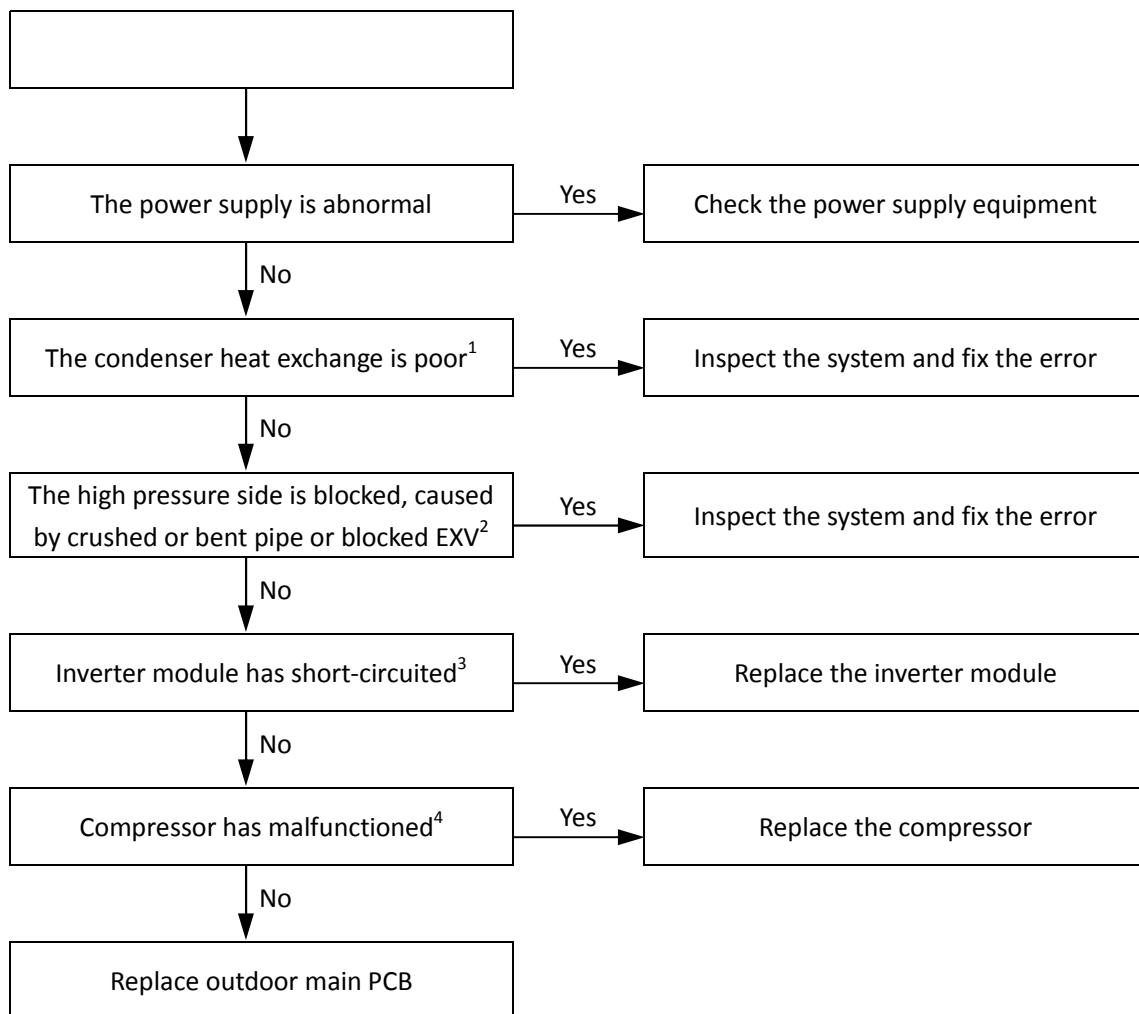 The power supply is abnormal
Yes
Check the power supply equipment
No
The condenser heat exchange is poor¹
Yes
Inspect the system and fix the error
No
The high pressure side is blocked, caused
by crushed or bent pipe or blocked EXV²
Yes
Inspect the system and fix the error
No
Inverter module has short-circuited³
Yes
Replace the inverter module
No
Compressor has malfunctioned⁴
Yes
Replace the compressor
No
Replace outdoor main PCB